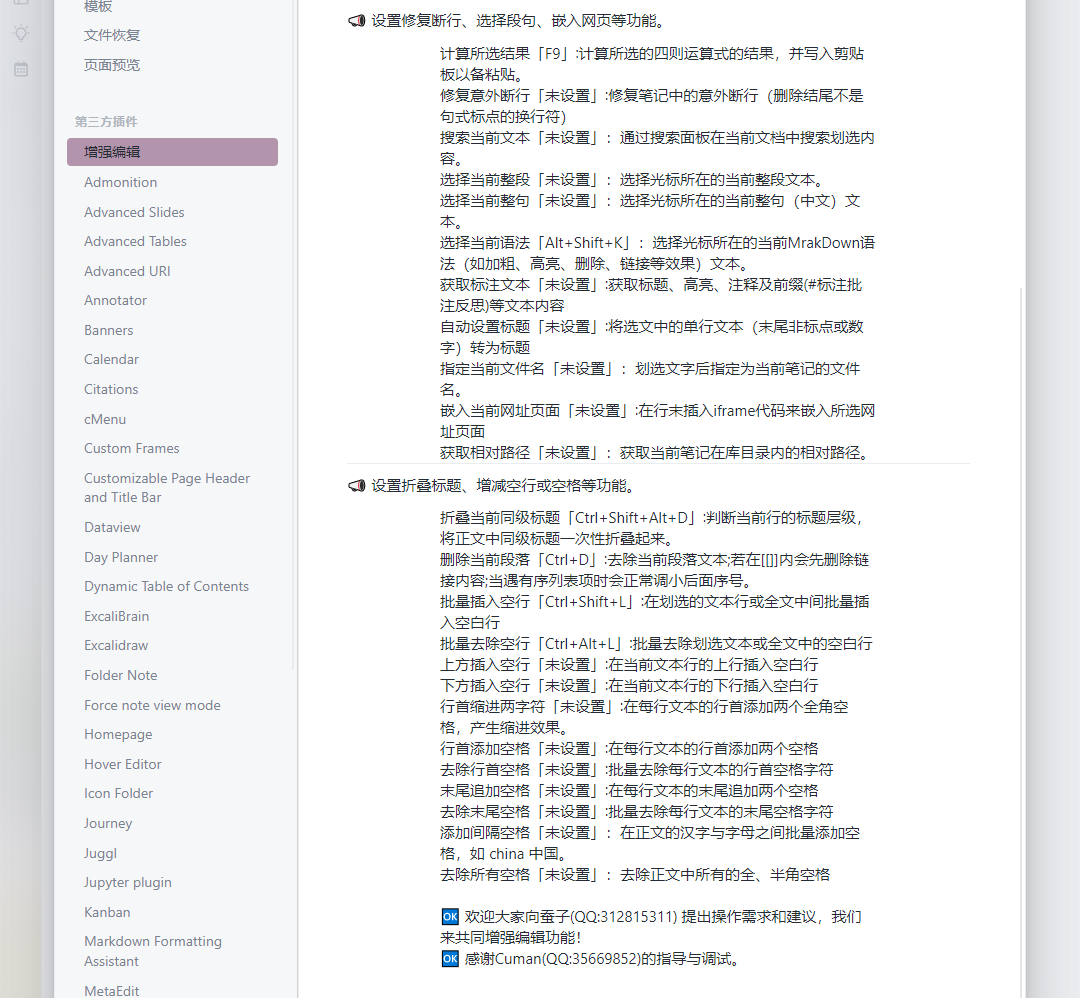 模板
文件恢复
页面预览
第三方插件
增强编辑
Admonition
Advanced Slides
Advanced Tables
Advanced URI
Annotator
Banners
Calendar
Citations
cMenu
Custom Frames
Customizable Page Header
and Title Bar
Dataview
Day Planner
Dynamic Table of Contents
ExcaliBrain
Excalidraw
Folder Note
Force note view mode
Homepage
Hover Editor
Icon Folder
Journey
Juggl
Jupyter plugin
Kanban
Markdown Formatting
Assistant
MetaEdit
设置修复断行、选择段句、嵌入网页等功能。
计算所选结果「F9」:计算所选的四则运算式的结果，并写入剪贴
板以备粘贴。
修复意外断行「未设置」:修复笔记中的意外断行（删除结尾不是
句式标点的换行符）
搜索当前文本「未设置」：通过搜索面板在当前文档中搜索划选内
容。
选择当前整段「未设置」：选择光标所在的当前整段文本。
选择当前整句「未设置」：选择光标所在的当前整句（中文）文
本。
选择当前语法「Alt+Shift+K」：选择光标所在的当前MrakDown语
法（如加粗、高亮、删除、链接等效果）文本。
获取标注文本「未设置」:获取标题、高亮、注释及前缀(#标注批
注反思)等文本内容
自动设置标题「未设置」:将选文中的单行文本（末尾非标点或数
字）转为标题
指定当前文件名「未设置」：划选文字后指定为当前笔记的文件
名。
嵌入当前网址页面「未设置」:在行末插入iframe代码来嵌入所选网
址页面
获取相对路径「未设置」：获取当前笔记在库目录内的相对路径。
设置折叠标题、增减空行或空格等功能。
折叠当前同级标题「Ctrl+Shift+Alt+D」:判断当前行的标题层级，
将正文中同级标题一次性折叠起来。
删除当前段落「Ctrl+D」:去除当前段落文本;若在[[]]内会先删除链
接内容;当遇有序列表项时会正常调小后面序号。
批量插入空行「Ctrl+Shift+L」:在划选的文本行或全文中间批量插
入空白行
批量去除空行「Ctrl+Alt+L」:批量去除划选文本或全文中的空白行
上方插入空行「未设置」:在当前文本行的上行插入空白行
下方插入空行「未设置」:在当前文本行的下行插入空白行
行首缩进两字符「未设置」:在每行文本的行首添加两个全角空
格，产生缩进效果。
行首添加空格「未设置」:在每行文本的行首添加两个空格
去除行首空格「未设置」:批量去除每行文本的行首空格字符
末尾追加空格「未设置」:在每行文本的末尾追加两个空格
去除末尾空格「未设置」:批量去除每行文本的末尾空格字符
添加间隔空格「未设置」：在正文的汉字与字母之间批量添加空
格，如 china 中国。
去除所有空格「未设置」：去除正文中所有的全、半角空格
OK 欢迎大家向蚕子(QQ:312815311) 提出操作需求和建议，我们
来共同增强编辑功能！
OK 感谢Cuman(QQ:35669852)的指导与调试。